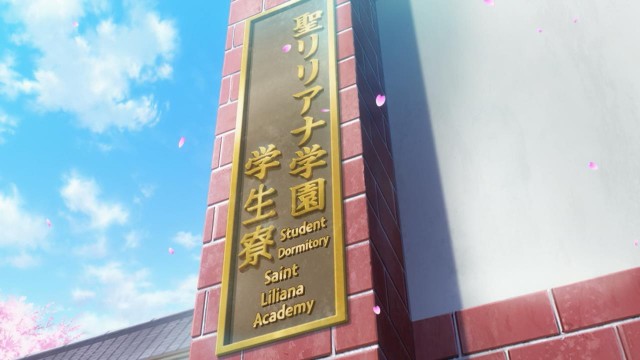 聖リリアナ学園
学生寮
Student
Dormitory
Saint
Liliana
Academy